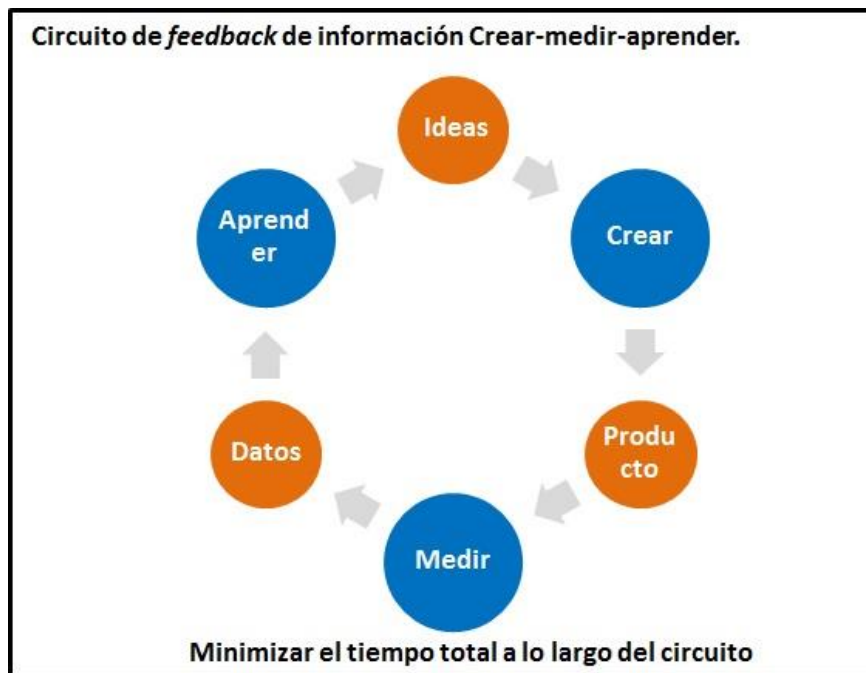 Circuito de feedback de información Crear-medir-aprender.
Ideas
Crear
Produ
cto
Medir
Datos
Aprend
er
Minimizar el tiempo total a lo largo del circuito